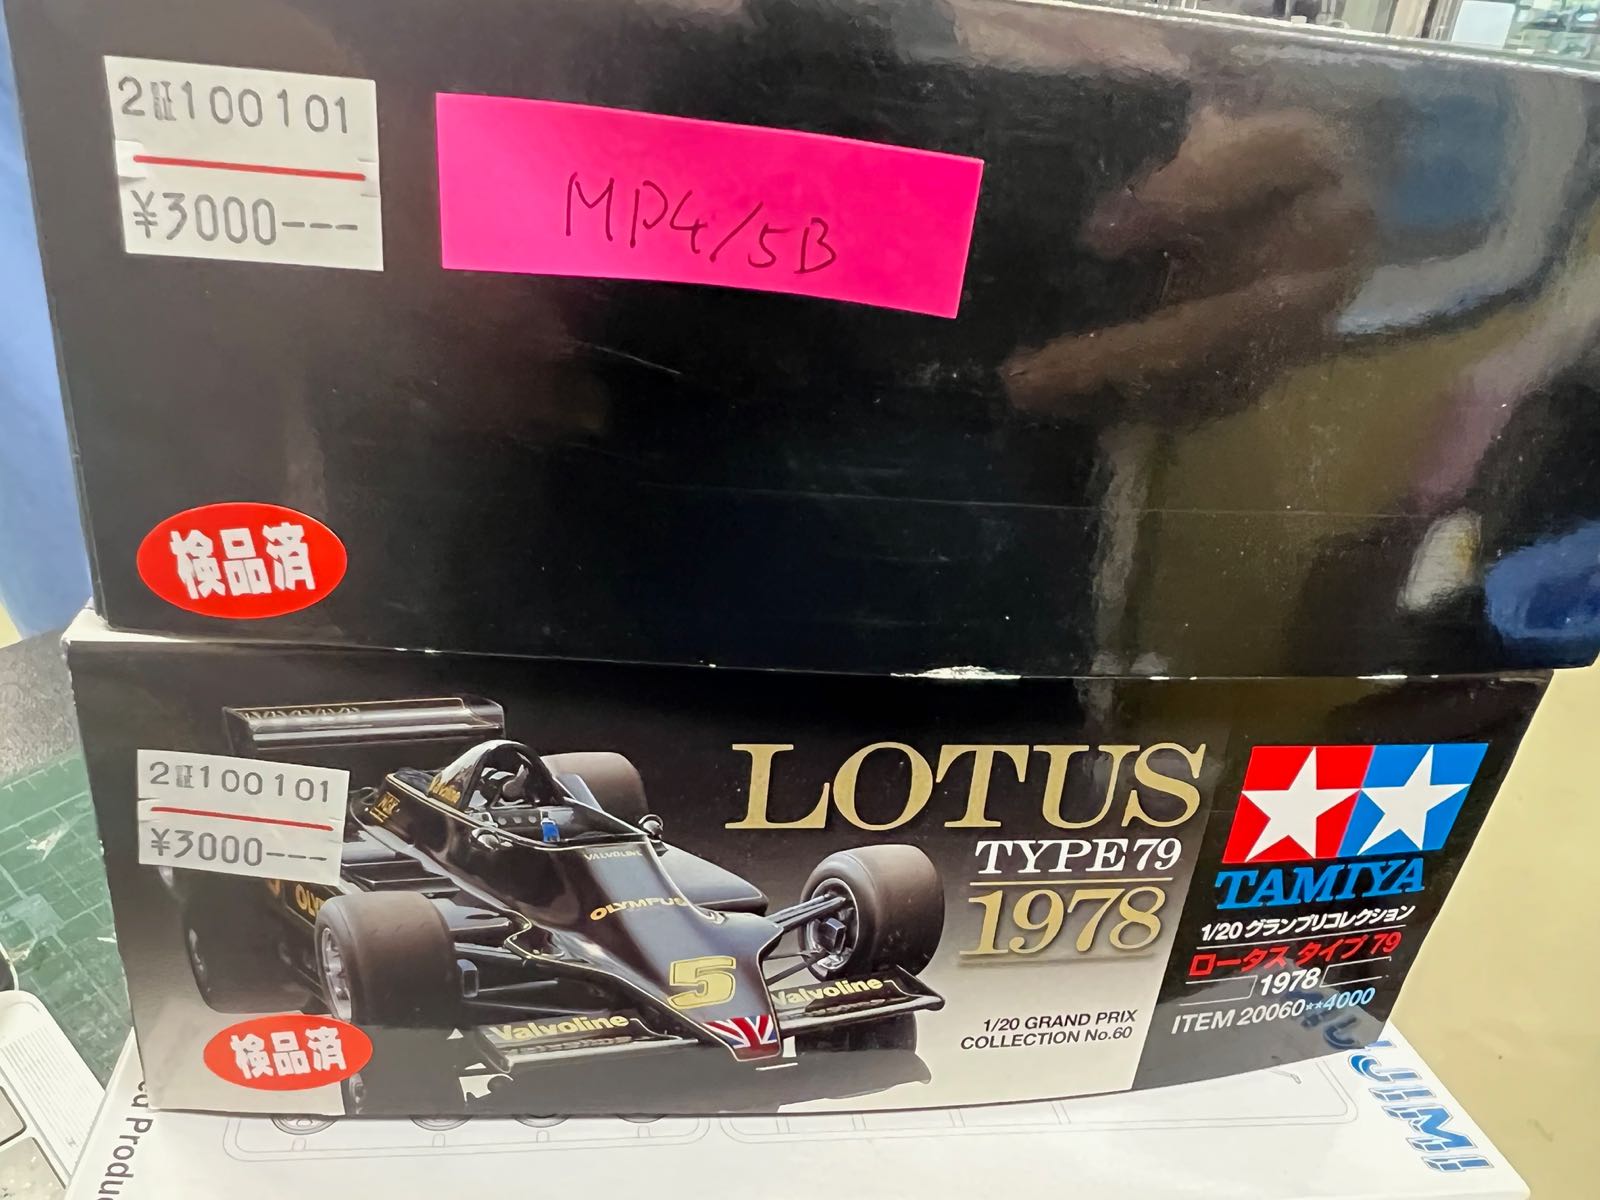 2証100101
¥3000---
MP4/5B
検品済
2証100101
¥3000---
Valvoline
VALVOLINE
OLYMPUS
5
Valvoline
Valvoline
検品済
LOTUS
TYPE 79
1978
1/20 GRAND PRIX
COLLECTION No.60
TAMIYA
1/20 グランプリコレクション
ロータス タイプ 79
1978
ITEM 20060**4000
UJIMI
Produ